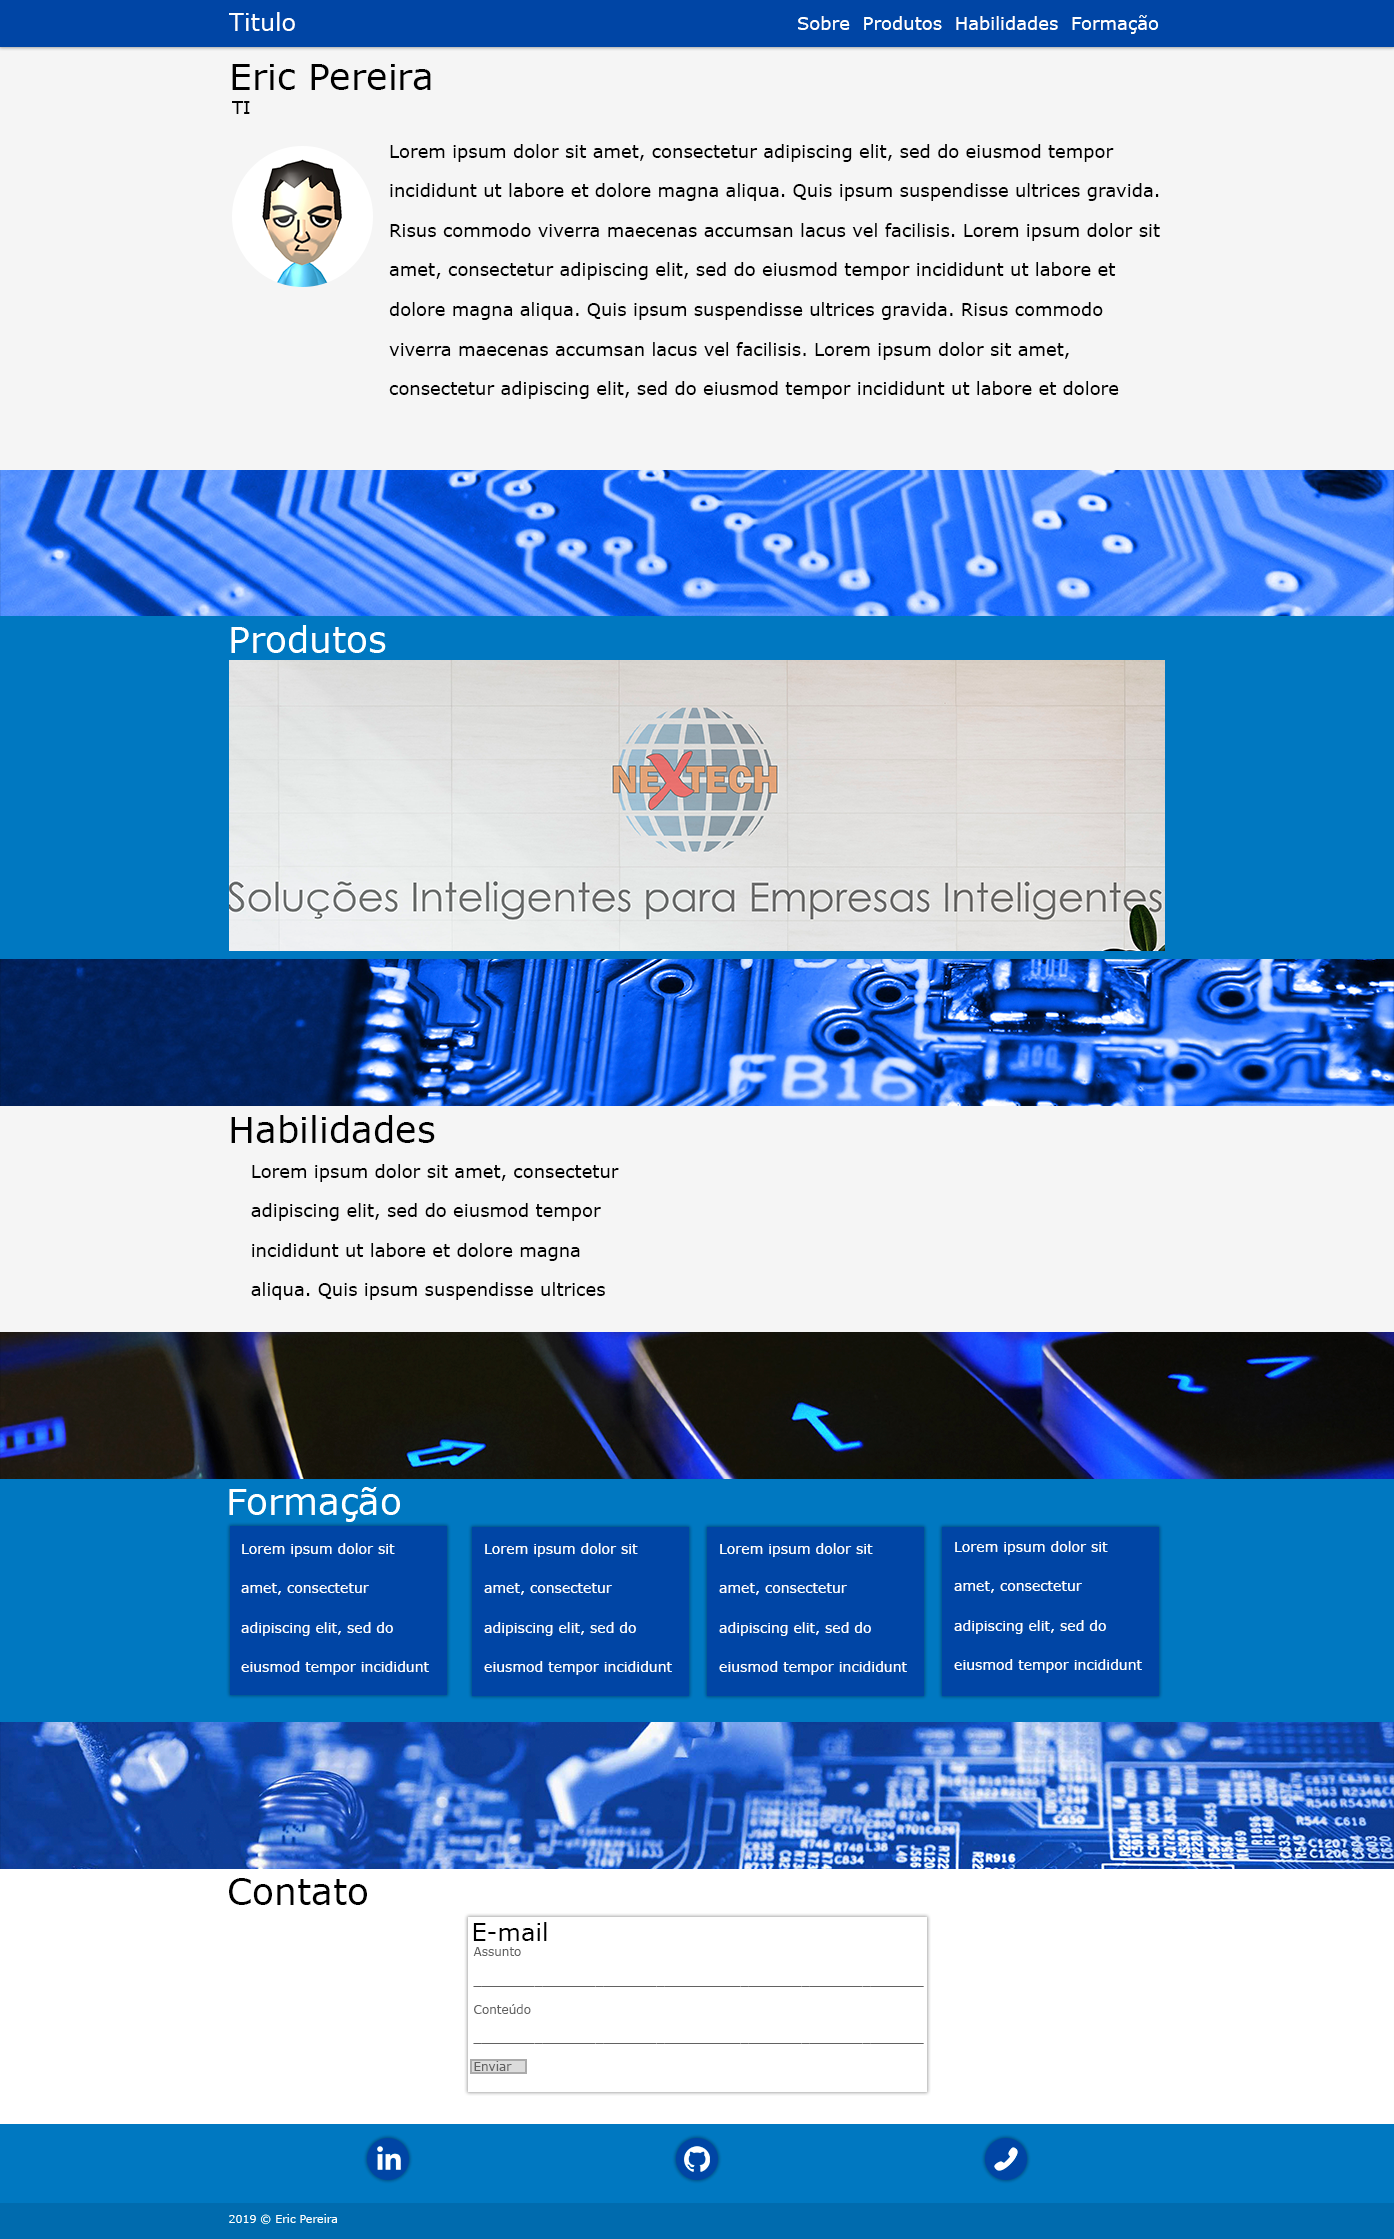 Titulo
Sobre Produtos Habilidades Formação
Eric Pereira
TI
Lorem ipsum dolor sit amet, consectetur adipiscing elit, sed do eiusmod tempor
incididunt ut labore et dolore magna aliqua. Quis ipsum suspendisse ultrices gravida.
Risus commodo viverra maecenas accumsan lacus vel facilisis. Lorem ipsum dolor sit
amet, consectetur adipiscing elit, sed do eiusmod tempor incididunt ut labore et
dolore magna aliqua. Quis ipsum suspendisse ultrices gravida. Risus commodo
viverra maecenas accumsan lacus vel facilisis. Lorem ipsum dolor sit amet,
consectetur adipiscing elit, sed do eiusmod tempor incididunt ut labore et dolore
Produtos
NEXTECH
Soluções Inteligentes para Empresas Inteligentes
FB16
Habilidades
Lorem ipsum dolor sit amet, consectetur
adipiscing elit, sed do eiusmod tempor
incididunt ut labore et dolore magna
aliqua. Quis ipsum suspendisse ultrices
Formação
Lorem ipsum dolor sit
amet, consectetur
adipiscing elit, sed do
eiusmod tempor incididunt
Lorem ipsum dolor sit
amet, consectetur
adipiscing elit, sed do
eiusmod tempor incididunt
Lorem ipsum dolor sit
amet, consectetur
adipiscing elit, sed do
eiusmod tempor incididunt
Lorem ipsum dolor sit
amet, consectetur
adipiscing elit, sed do
eiusmod tempor incididunt
R916
C1207
C1206
Contato
E-mail
Assunto
Conteúdo
Enviar
in
2019 © Eric Pereira